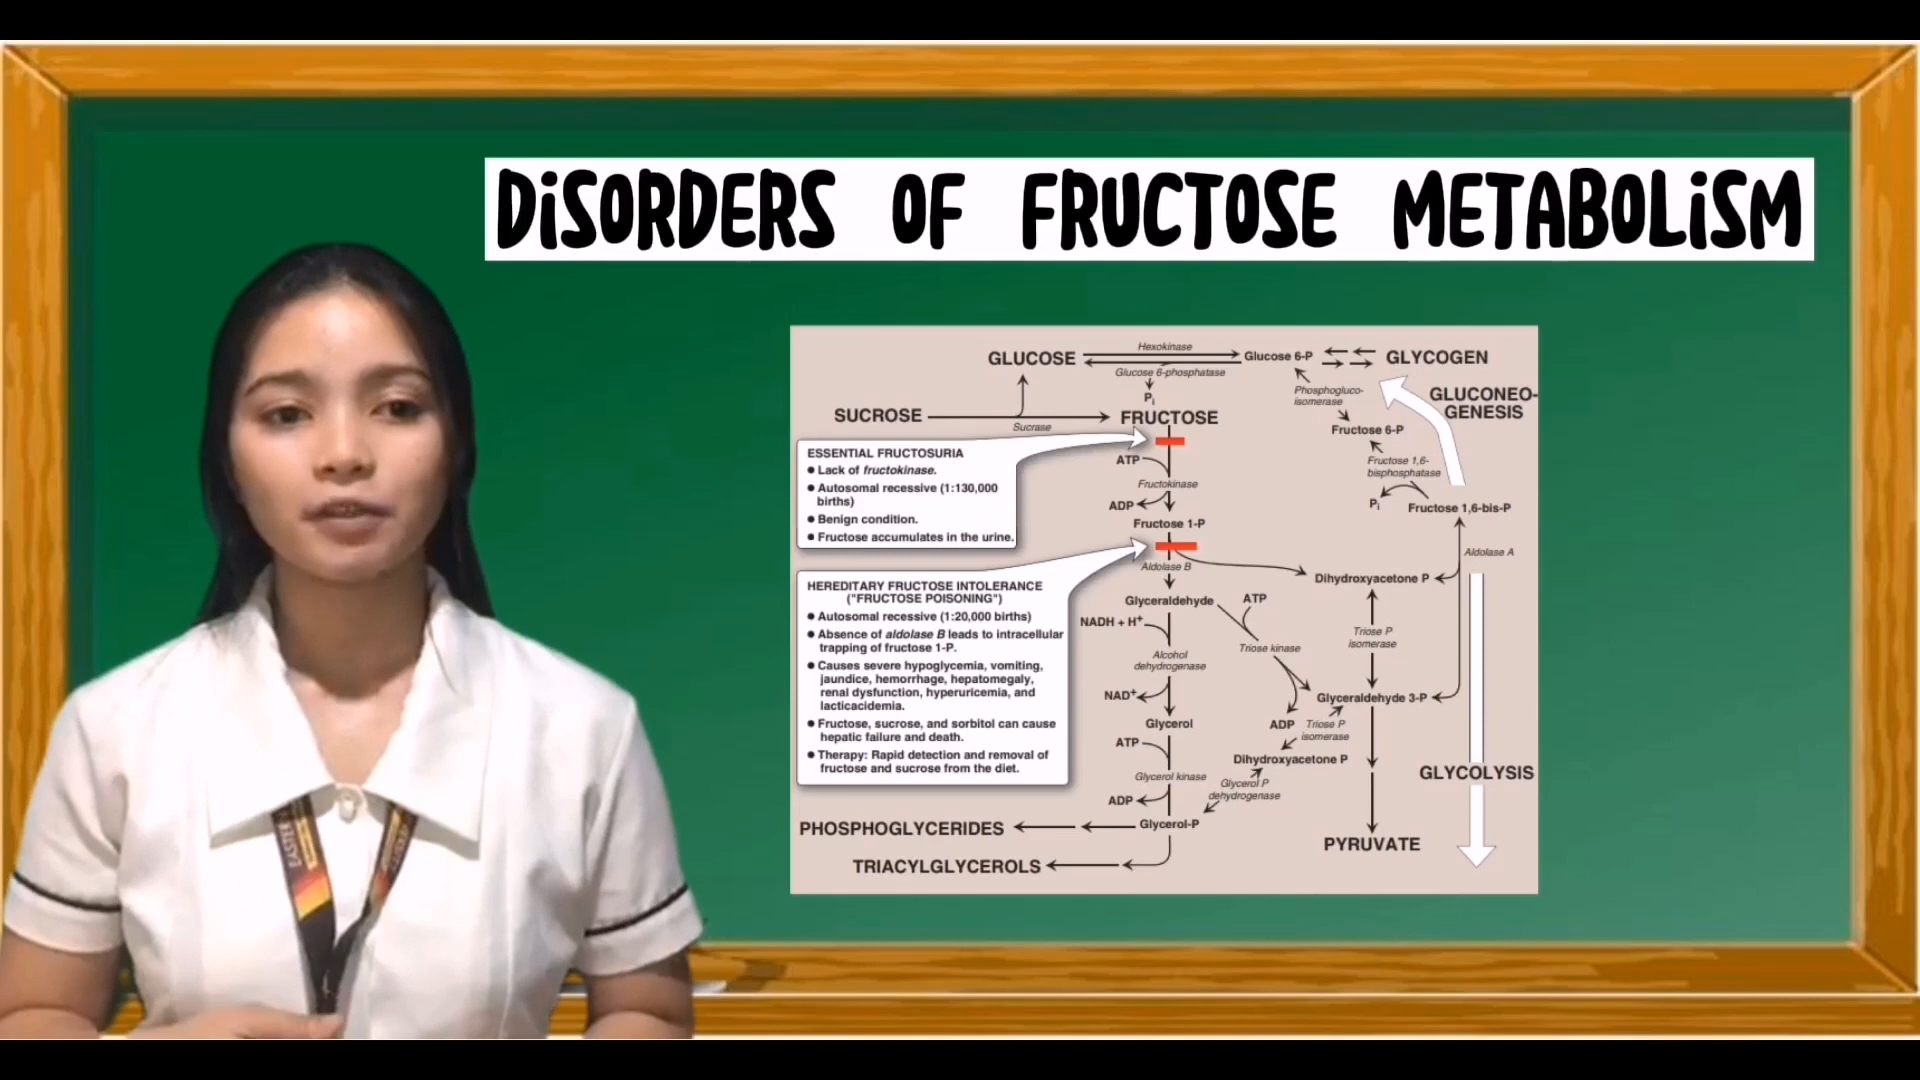 DiSORDERS OF FRUCTOSE METABOLiSM
GLUCOSE
Hexokinase
Glucose 6-phosphatase
Pi
Glucose 6-P
GLYCOGEN
Phosphogluco-
isomerase
GLUCONEO-
GENESIS
SUCROSE
Sucrase
FRUCTOSE
Fructose 6-P
Fructose 1,6-
bisphosphatase
Pi
Fructose 1,6-bis-P
ESSENTIAL FRUCTOSURIA
● Lack of fructokinase.
● Autosomal recessive (1:130,000
births)
● Benign condition.
● Fructose accumulates in the urine.
ATP
Fructokinase
ADP
Fructose 1-P
Aldolase A
Aldolase B
Dihydroxyacetone P
HEREDITARY FRUCTOSE INTOLERANCE
("FRUCTOSE POISONING")
● Autosomal recessive (1:20,000 births)
● Absence of aldolase B leads to intracellular
trapping of fructose 1-P.
● Causes severe hypoglycemia, vomiting,
jaundice, hemorrhage, hepatomegaly,
renal dysfunction, hyperuricemia, and
lacticacidemia.
● Fructose, sucrose, and sorbitol can cause
hepatic failure and death.
● Therapy: Rapid detection and removal of
fructose and sucrose from the diet.
Glyceraldehyde
ATP
NADH + H+
Triose kinase
Triose P
isomerase
Alcohol
dehydrogenase
NAD+
Glyceraldehyde 3-P
Glycerol
ADP
Triose P
isomerase
ATP
Dihydroxyacetone P
Glycerol kinase
Glycerol P
dehydrogenase
GLYCOLYSIS
ADP
PHOSPHOGLYCERIDES
Glycerol-P
PYRUVATE
TRIACYLGLYCEROLS